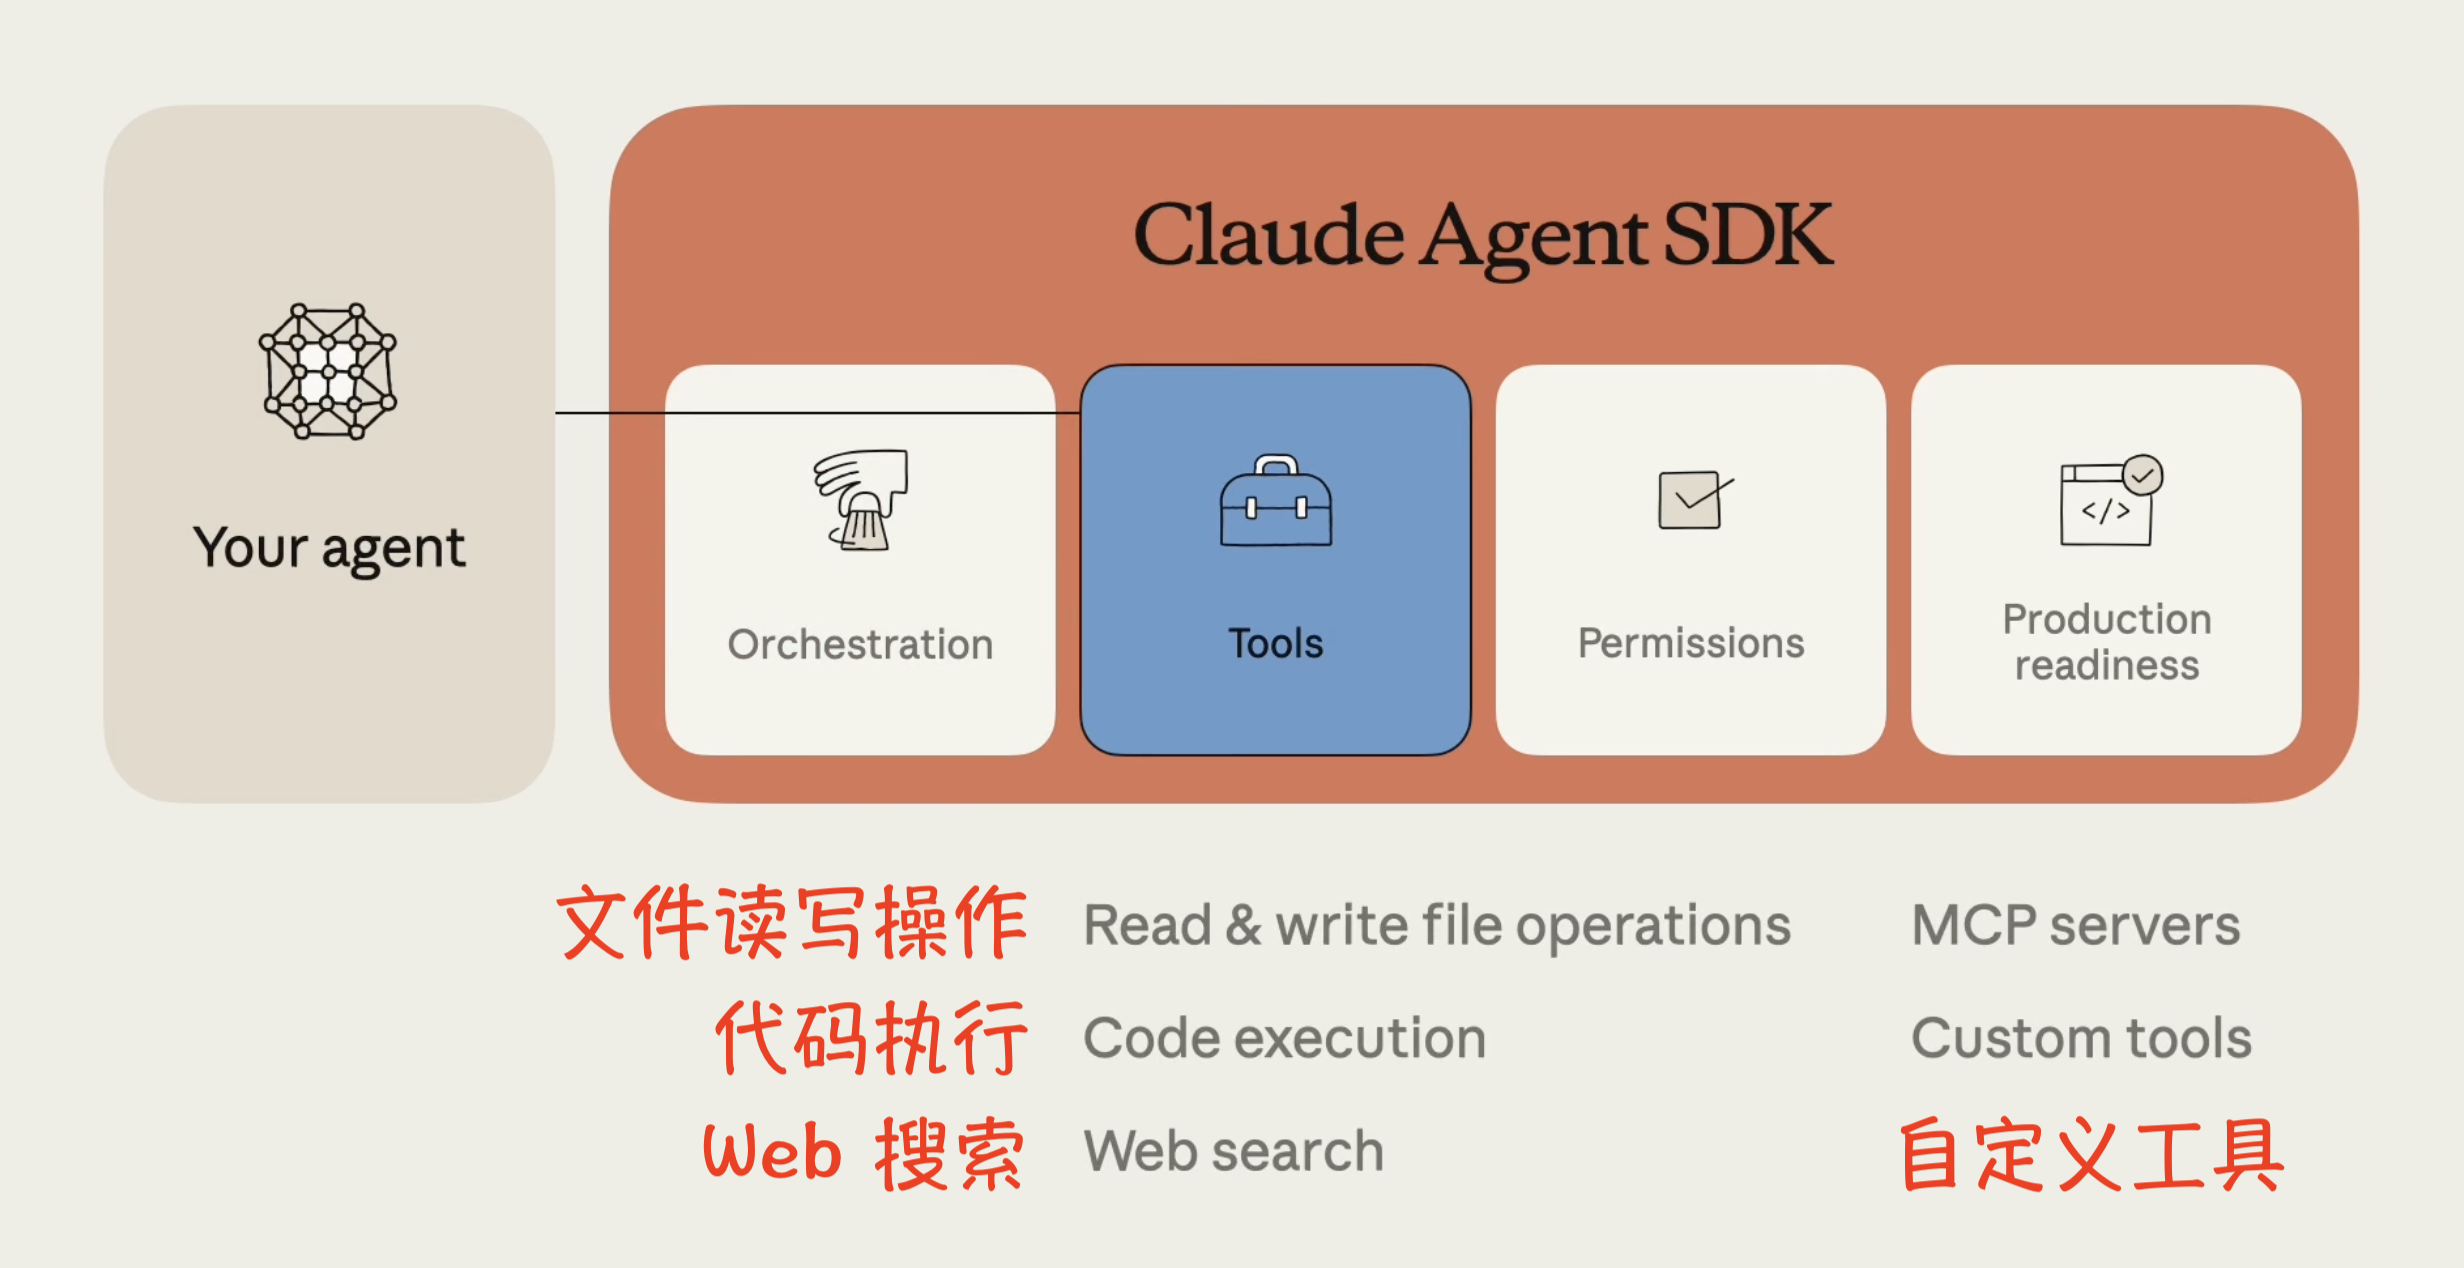 Claude Agent SDK
Your agent
Orchestration
Tools
Permissions
Production
readiness
文件读写操作 Read & write file operations MCP servers
代码执行 Code execution Custom tools
Web 搜索 Web search 自定义工具